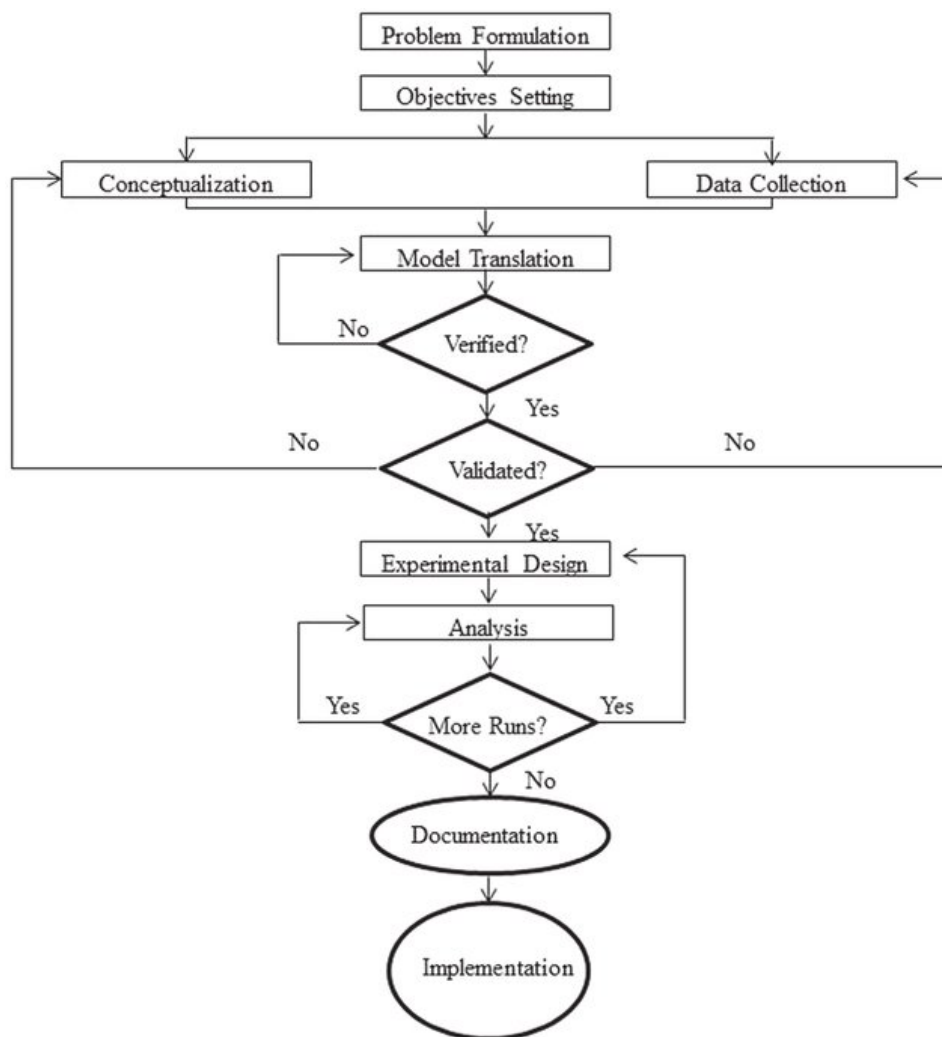 Problem Formulation
Objectives Setting
Conceptualization
Data Collection
Model Translation
No
Verified?
Yes
No
No
Validated?
Yes
Experimental Design
Analysis
Yes
Yes
More Runs?
No
Documentation
Implementation